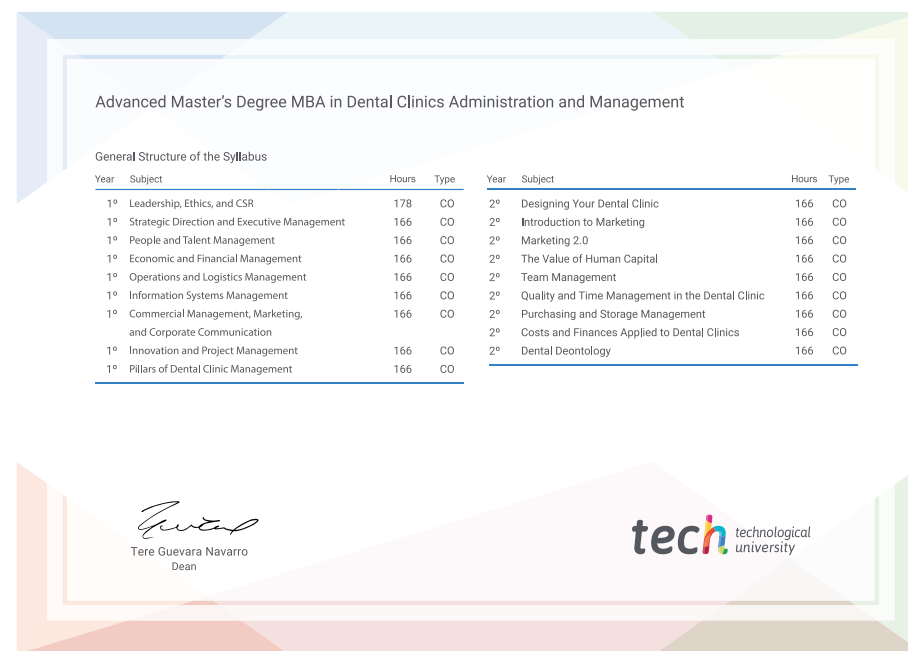 Advanced Master's Degree MBA in Dental Clinics Administration and Management
General Structure of the Syllabus
Year Subject Hours Type
1º Leadership, Ethics, and CSR 178 CO
1º Strategic Direction and Executive Management 166 CO
1º People and Talent Management 166 CO
1º Economic and Financial Management 166 CO
1º Operations and Logistics Management 166 CO
1º Information Systems Management 166 CO
1º Commercial Management, Marketing, 166 CO
and Corporate Communication
1º Innovation and Project Management 166 CO
1º Pillars of Dental Clinic Management 166 CO
Year Subject Hours Type
2º Designing Your Dental Clinic 166 CO
2º Introduction to Marketing 166 CO
2º Marketing 2.0 166 CO
2º The Value of Human Capital 166 CO
2º Team Management 166 CO
2º Quality and Time Management in the Dental Clinic 166 CO
2º Purchasing and Storage Management 166 CO
2º Costs and Finances Applied to Dental Clinics 166 CO
2º Dental Deontology 166 CO
Tere Guevara Navarro
Dean
tech technological
university